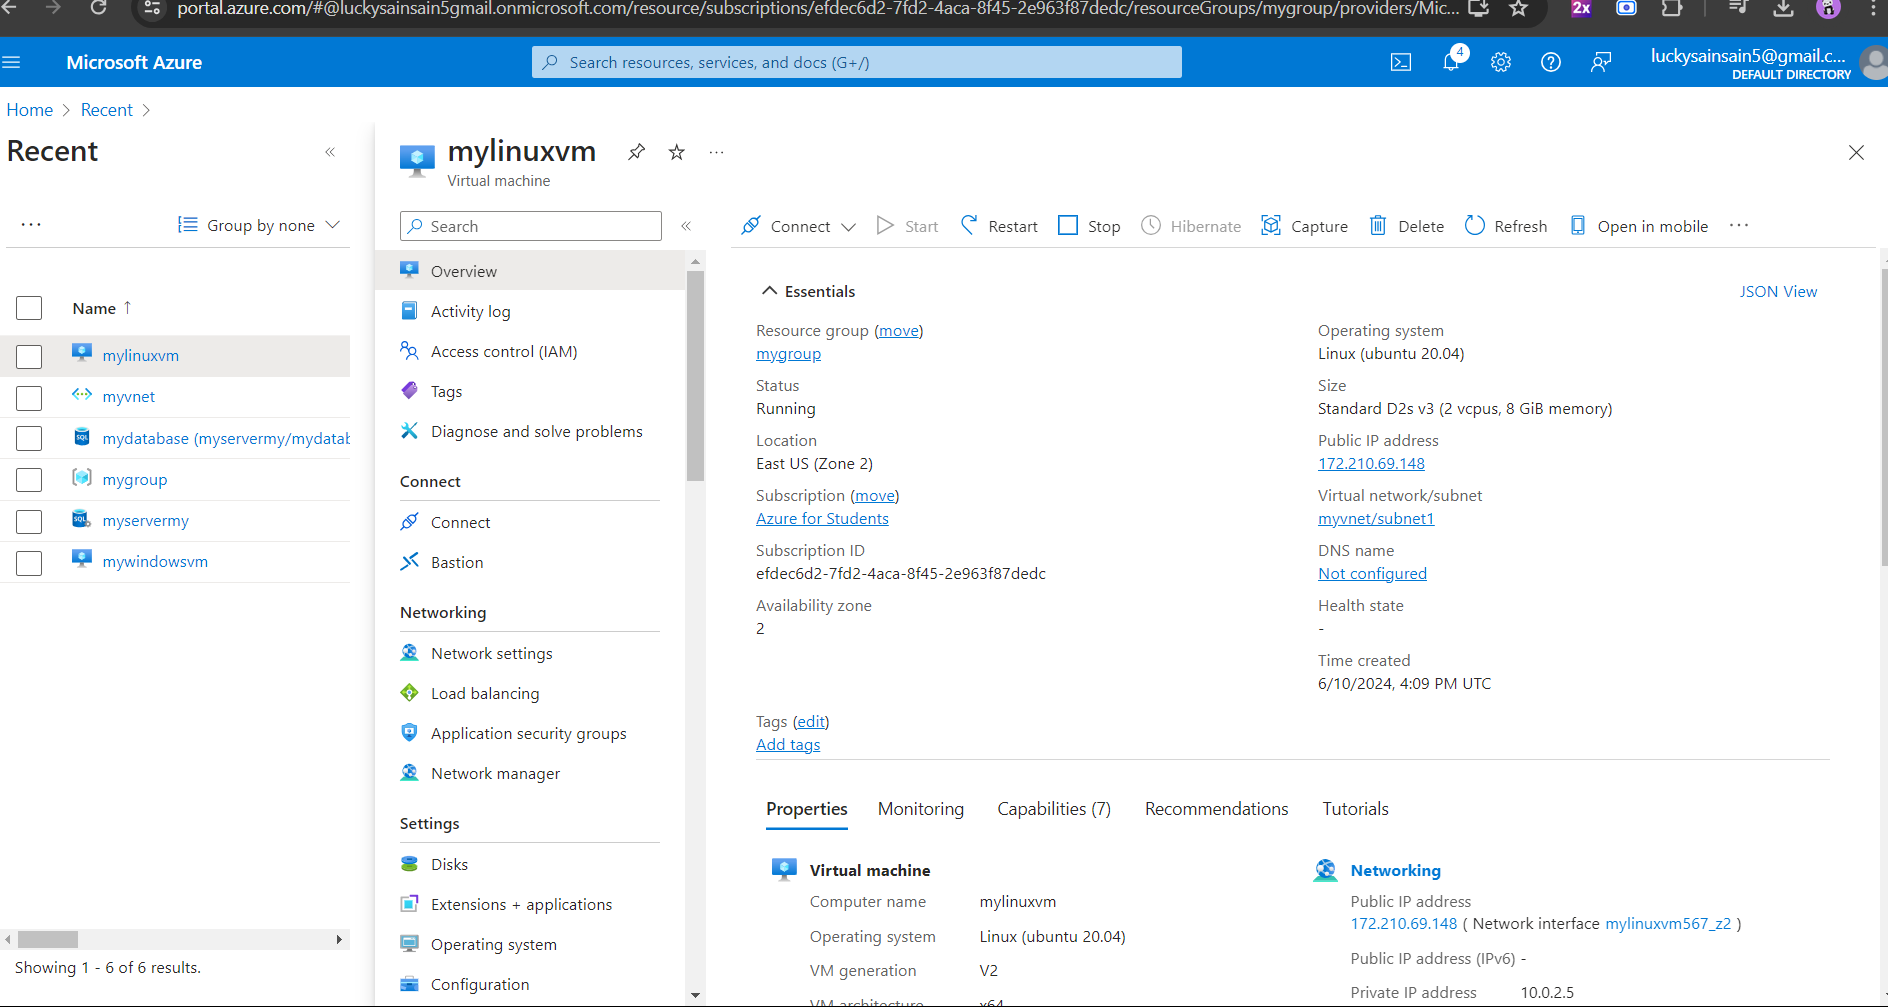 portal.azure.com/#@luckysainsain5gmail.onmicrosoft.com/resource/subscriptions/efdec6d2-7fd2-4aca-8f45-2e963f87dedc/resourceGroups/mygroup/providers/Mic...
2x
Microsoft Azure
Search resources, services, and docs (G+/)
4
luckysainsain5@gmail.c...
DEFAULT DIRECTORY
Home > Recent >
Recent
«
...
Group by none
Name ↑
mylinuxvm
myvnet
mydatabase (myservermy/mydatab
mygroup
myservermy
mywindowsvm
Showing 1 - 6 of 6 results.
mylinuxvm
...
Virtual machine
Search
«
Overview
Activity log
Access control (IAM)
Tags
Diagnose and solve problems
Connect
Connect
Bastion
Networking
Network settings
Load balancing
Application security groups
Network manager
Settings
Disks
Extensions + applications
Operating system
Configuration
Connect
Start
Restart
Stop
Hibernate
Capture
Delete
Refresh
Open in mobile
...
Essentials
JSON View
Resource group (move)
mygroup
Status
Running
Location
East US (Zone 2)
Subscription (move)
Azure for Students
Subscription ID
efdec6d2-7fd2-4aca-8f45-2e963f87dedc
Availability zone
2
Operating system
Linux (ubuntu 20.04)
Size
Standard D2s v3 (2 vcpus, 8 GiB memory)
Public IP address
172.210.69.148
Virtual network/subnet
myvnet/subnet1
DNS name
Not configured
Health state
-
Time created
6/10/2024, 4:09 PM UTC
Tags (edit)
Add tags
Properties
Monitoring
Capabilities (7)
Recommendations
Tutorials
Virtual machine
Computer name mylinuxvm
Operating system Linux (ubuntu 20.04)
VM generation V2
VM architecture x64
Networking
Public IP address
172.210.69.148 ( Network interface mylinuxvm567_z2 )
Public IP address (IPv6) -
Private IP address 10.0.2.5